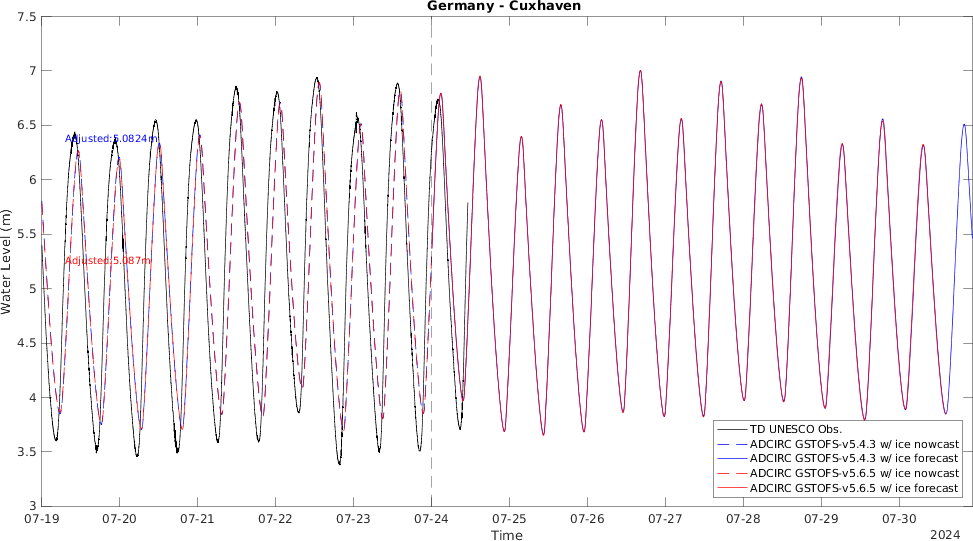 Germany - Cuxhaven
7.5
7
6.5
6
5.5
5
4.5
4
3.5
3
Water Level (m)
Adjusted:5.0824m
Adjusted:5.087m
TD UNESCO Obs.
ADCIRC GSTOFS-v5.4.3 w/ ice nowcast
ADCIRC GSTOFS-v5.4.3 w/ ice forecast
ADCIRC GSTOFS-v5.6.5 w/ ice nowcast
ADCIRC GSTOFS-v5.6.5 w/ ice forecast
07-19 07-20 07-21 07-22 07-23 07-24 07-25 07-26 07-27 07-28 07-29 07-30
Time
2024